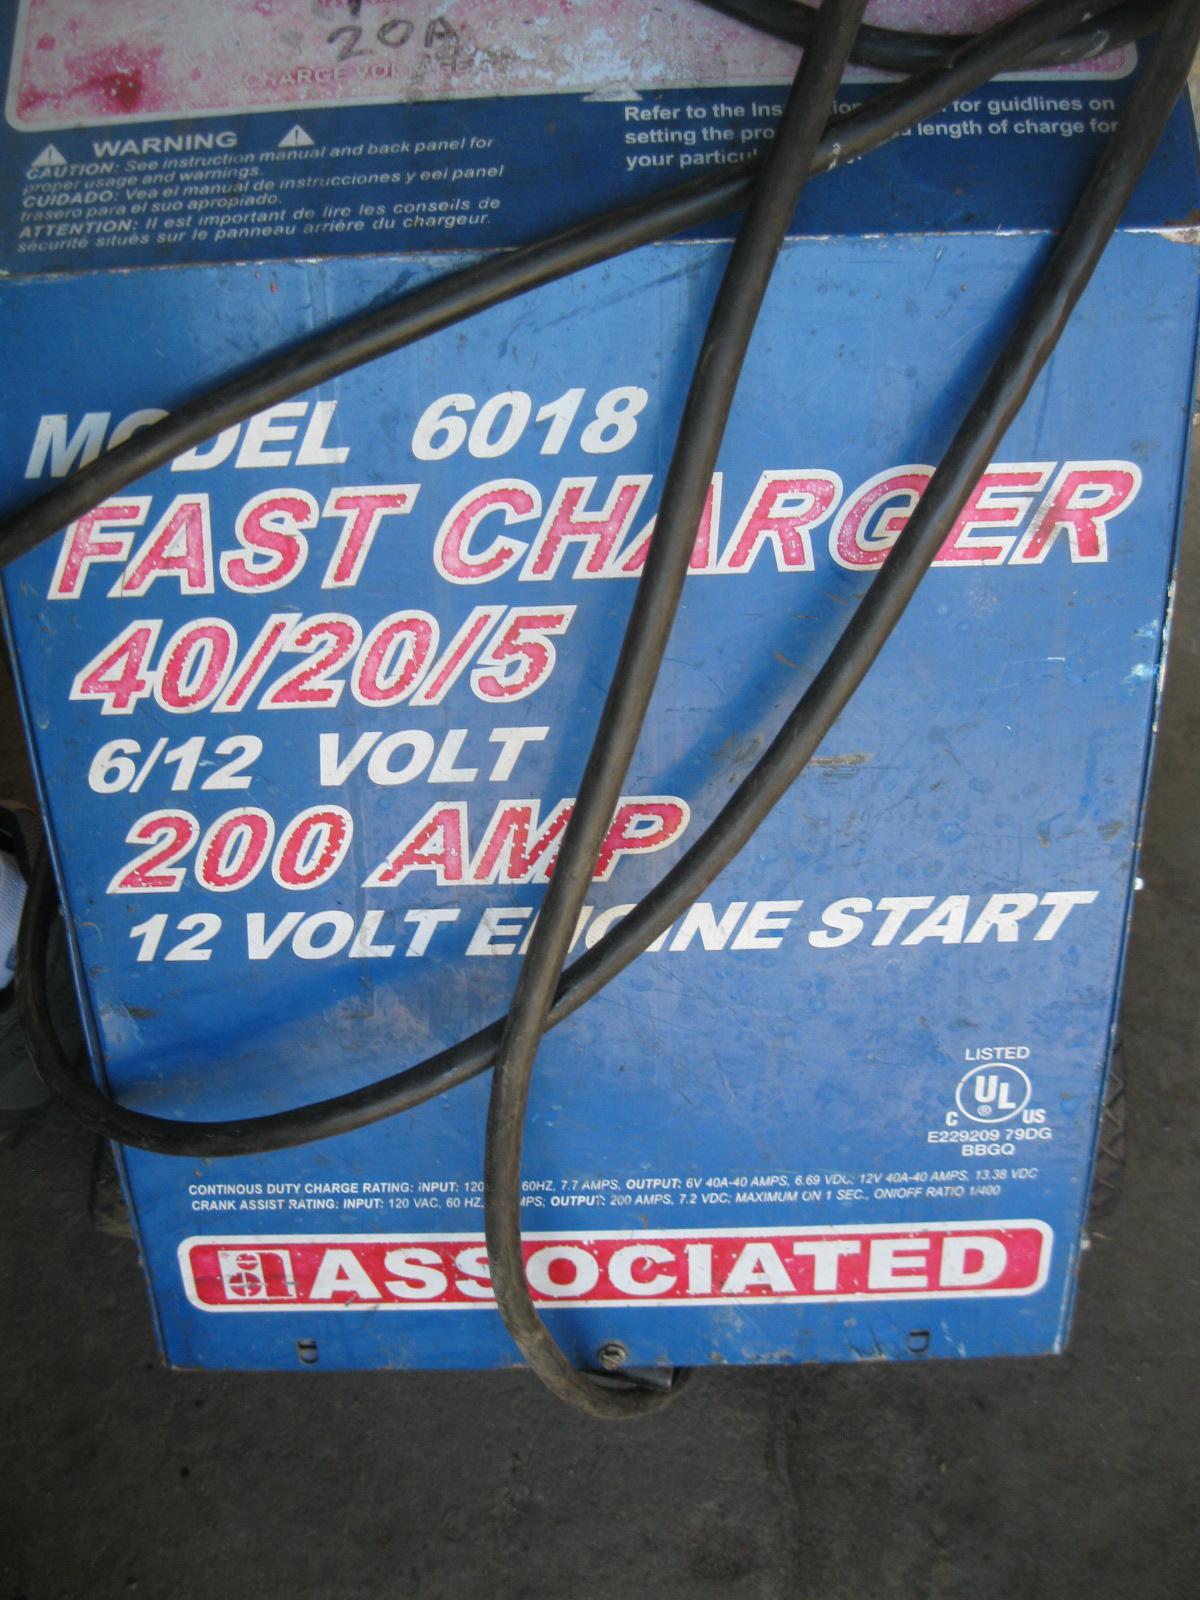 20A
CHARGE VOLTAGE
WARNING
CAUTION: See instruction manual and back panel for
proper usage and warnings.
CUIDADO: Vea el manual de instrucciones y eel panel
trasero para el suo apropiado.
ATTENTION: Il est important de lire les conseils de
sécurité situés sur le panneau arriére du chargeur.
Refer to the Instruction for guidlines on
setting the length of charge for
your
MODEL 6018
FAST CHARGER
40/20/5
6/12 VOLT
200 AMP
12 VOLT ENGINE START
LISTED
UL
®
C US
E229209 79DG
BBGQ
CONTINOUS DUTY CHARGE RATING: INPUT: 120 60HZ, 7.7 AMPS, OUTPUT: 6V 40A-40 AMPS, 6.69 VDC; 12V 40A-40 AMPS, 13.38 VDC
CRANK ASSIST RATING: INPUT: 120 VAC, 60 HZ, AMPS; OUTPUT: 200 AMPS, 7.2 VDC; MAXIMUM ON 1 SEC., ON/OFF RATIO 1/400
ASSOCIATED